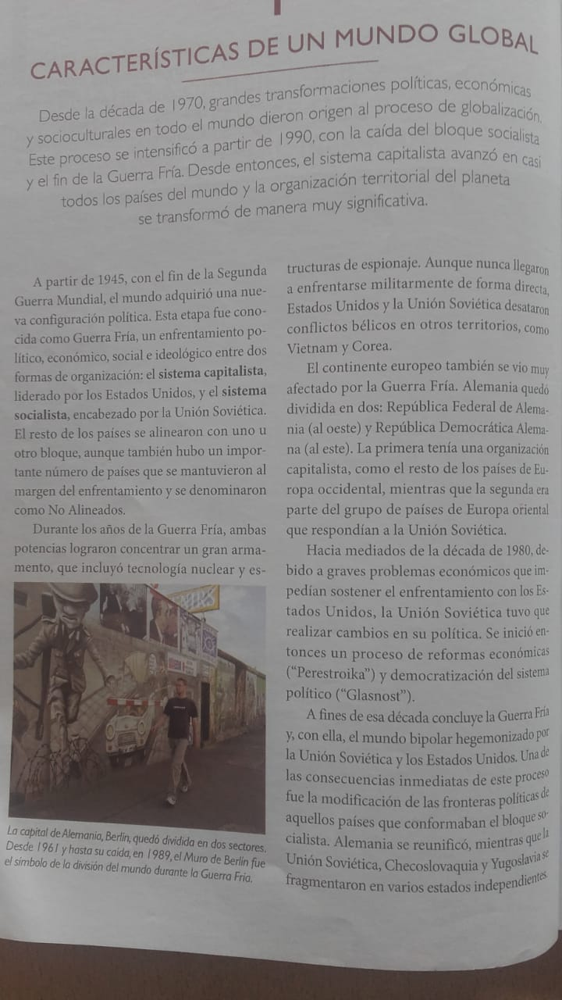 CARACTERÍSTICAS DE UN MUNDO GLOBAL
Desde la década de 1970, grandes transformaciones políticas, económicas
y socioculturales en todo el mundo dieron origen al proceso de globalización.
Este proceso se intensificó a partir de 1990, con la caída del bloque socialista
y el fin de la Guerra Fría. Desde entonces, el sistema capitalista avanzó en casi
todos los países del mundo y la organización territorial del planeta
se transformó de manera muy significativa.
A partir de 1945, con el fin de la Segunda
Guerra Mundial, el mundo adquirió una nue-
va configuración política. Esta etapa fue cono-
cida como Guerra Fría, un enfrentamiento po-
lítico, económico, social e ideológico entre dos
formas de organización: el sistema capitalista,
liderado por los Estados Unidos, y el sistema
socialista, encabezado por la Unión Soviética.
El resto de los países se alinearon con uno u
otro bloque, aunque también hubo un impor-
tante número de países que se mantuvieron al
margen del enfrentamiento y se denominaron
como No Alineados.
Durante los años de la Guerra Fría, ambas
potencias lograron concentrar un gran arma-
mento, que incluyó tecnología nuclear y es-
La capital de Alemania, Berlín, quedó dividida en dos sectores.
Desde 1961 y hasta su caída, en 1989, el Muro de Berlín fue
el símbolo de la división del mundo durante la Guerra Fría.
tructuras de espionaje. Aunque nunca llegaron
a enfrentarse militarmente de forma directa,
Estados Unidos y la Unión Soviética desataron
conflictos bélicos en otros territorios, como
Vietnam y Corea.
El continente europeo también se vio muy
afectado por la Guerra Fría. Alemania quedó
dividida en dos: República Federal de Alema-
nia (al oeste) y República Democrática Alema-
na (al este). La primera tenía una organización
capitalista, como el resto de los países de Eu-
ropa occidental, mientras que la segunda era
parte del grupo de países de Europa oriental
que respondían a la Unión Soviética.
Hacia mediados de la década de 1980, de-
bido a graves problemas económicos que im-
pedían sostener el enfrentamiento con los Es-
tados Unidos, la Unión Soviética tuvo que
realizar cambios en su política. Se inició en-
tonces un proceso de reformas económicas
(“Perestroika”) y democratización del sistema
político (“Glasnost”).
A fines de esa década concluye la Guerra Fría
y, con ella, el mundo bipolar hegemonizado por
la Unión Soviética y los Estados Unidos. Una de
las consecuencias inmediatas de este proceso
fue la modificación de las fronteras políticas de
aquellos países que conformaban el bloque so-
cialista. Alemania se reunificó, mientras que la
Unión Soviética, Checoslovaquia y Yugoslavia se
fragmentaron en varios estados independientes.